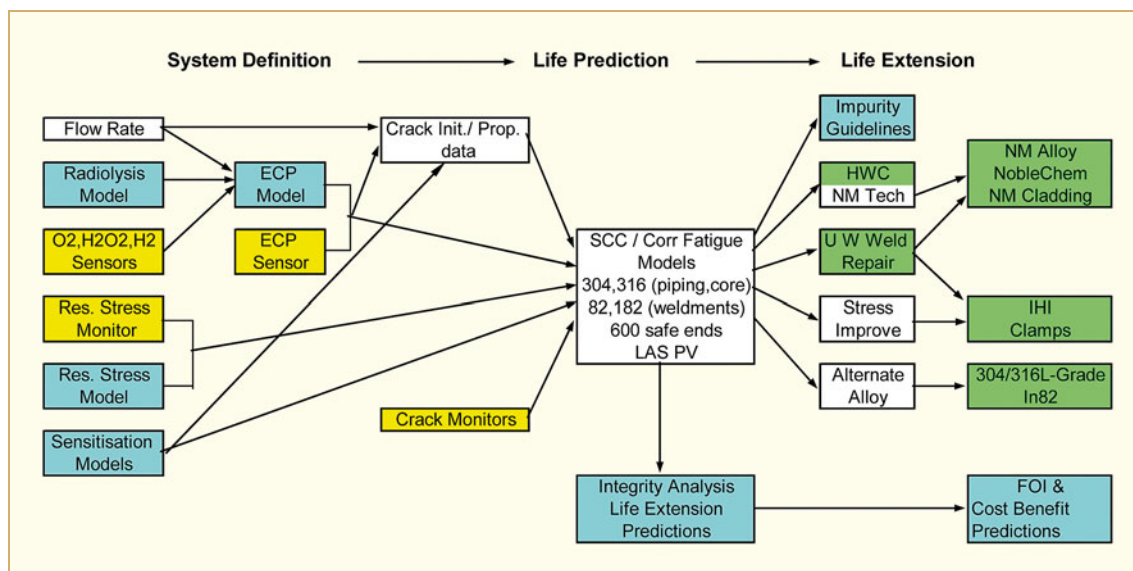 System Definition
Life Prediction
Life Extension
Flow Rate
Radiolysis
Model
O2,H2O2,H2
Sensors
Res. Stress
Monitor
Res. Stress
Model
Sensitisation
Models
ECP
Model
ECP
Sensor
Crack Init./ Prop.
data
Crack Monitors
SCC / Corr Fatigue
Models
304,316 (piping,core)
82,182 (weldments)
600 safe ends
LAS PV
Integrity Analysis
Life Extension
Predictions
Impurity
Guidelines
HWC
NM Tech
U W Weld
Repair
Stress
Improve
Alternate
Alloy
NM Alloy
NobleChem
NM Cladding
IHI
Clamps
304/316L-Grade
In82
FOI &
Cost Benefit
Predictions